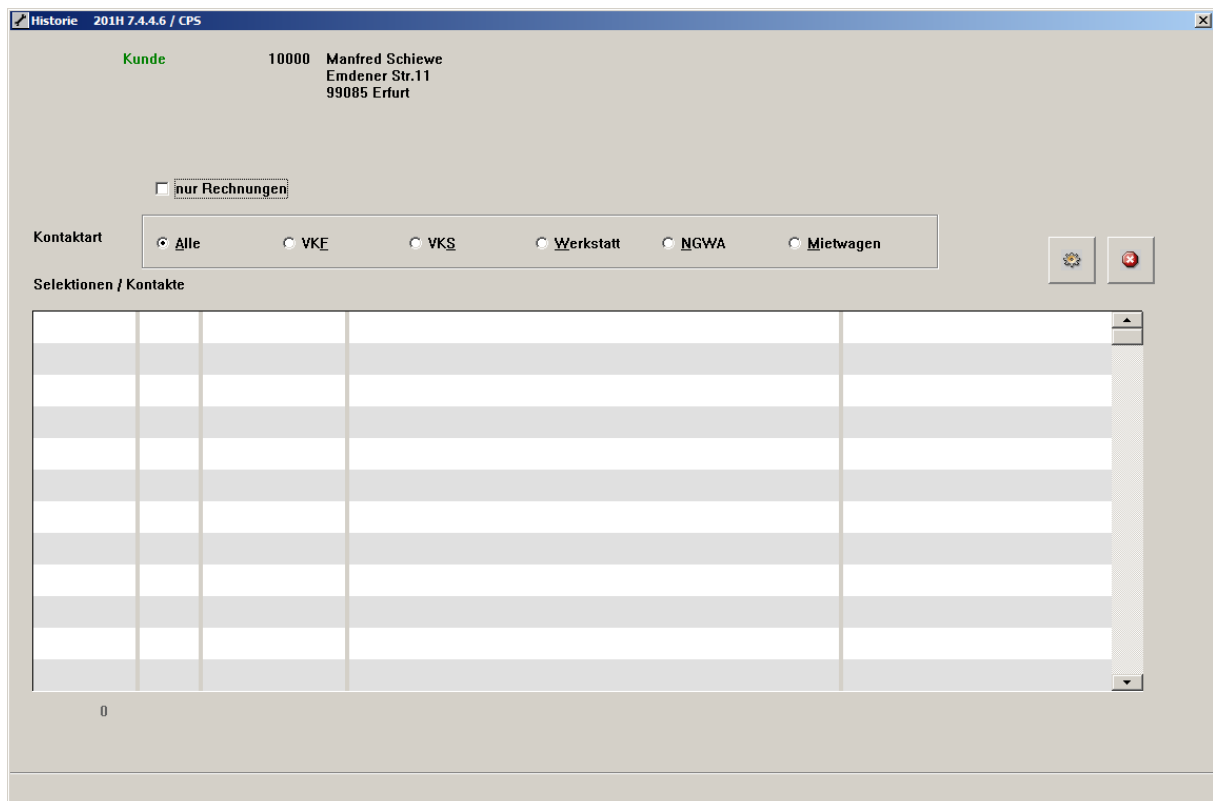 Historie 201H 7.4.4.6 / CPS
Kunde 10000 Manfred Schiewe
Emdener Str.11
99085 Erfurt
nur Rechnungen
Kontaktart Alle VKF VKS Werkstatt NGWA Mietwagen
Selektionen / Kontakte
0